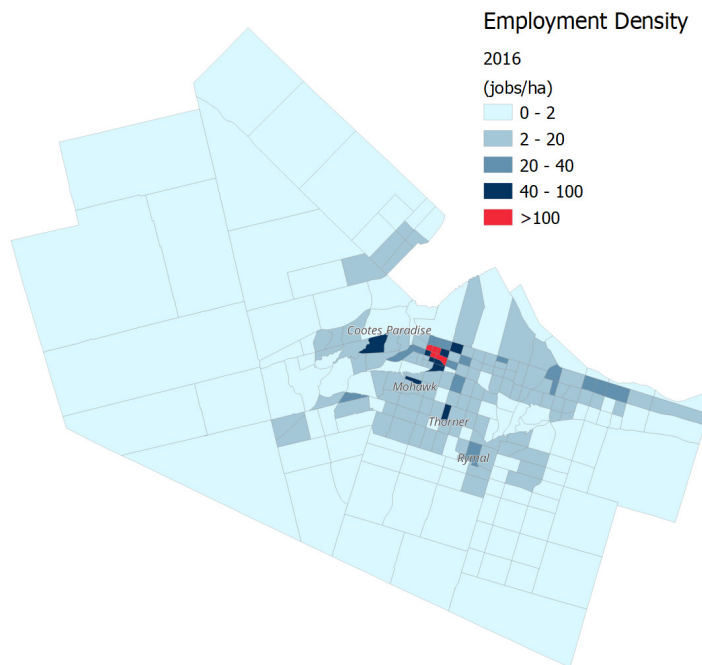 Employment Density
2016
(jobs/ha)
0 - 2
2 - 20
20 - 40
40 - 100
>100
Cootes Paradise
Mohawk
Thorner
Rymal